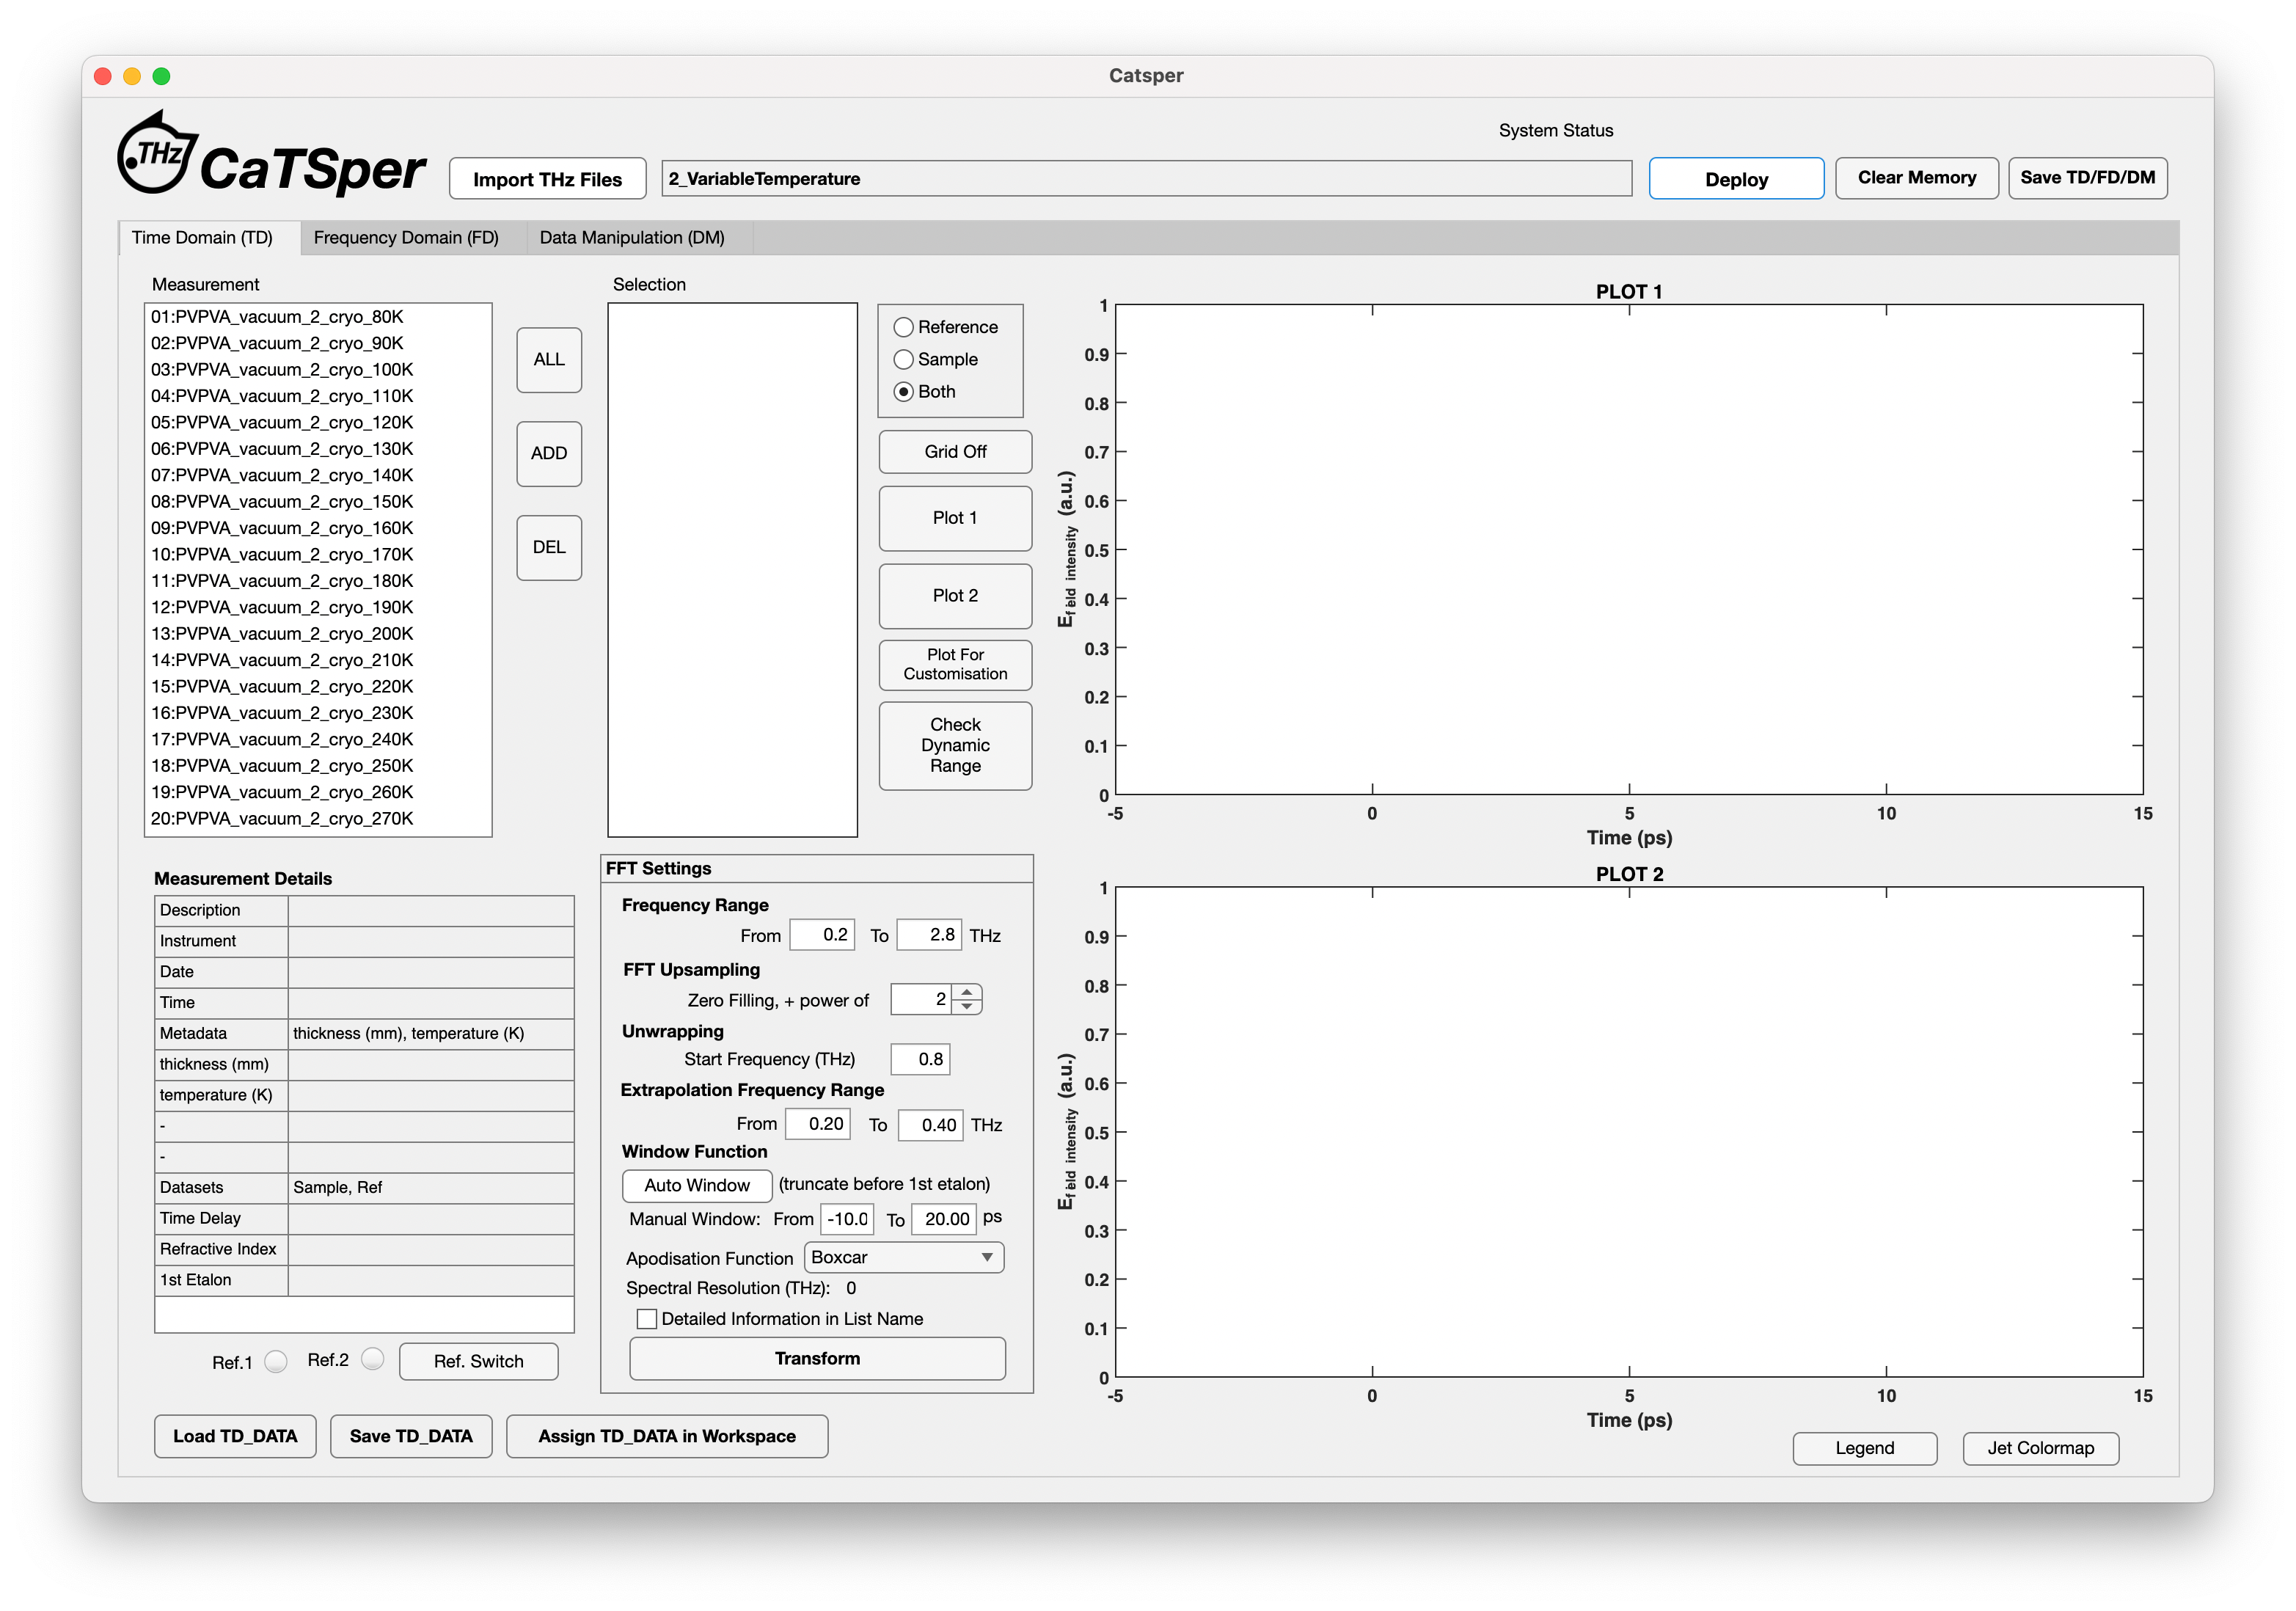 Catsper
THz CaTSper
System Status
Import THz Files
2_VariableTemperature
Deploy
Clear Memory
Save TD/FD/DM
Time Domain (TD)
Frequency Domain (FD)
Data Manipulation (DM)
Measurement
01:PVPVA_vacuum_2_cryo_80K
02:PVPVA_vacuum_2_cryo_90K
03:PVPVA_vacuum_2_cryo_100K
04:PVPVA_vacuum_2_cryo_110K
05:PVPVA_vacuum_2_cryo_120K
06:PVPVA_vacuum_2_cryo_130K
07:PVPVA_vacuum_2_cryo_140K
08:PVPVA_vacuum_2_cryo_150K
09:PVPVA_vacuum_2_cryo_160K
10:PVPVA_vacuum_2_cryo_170K
11:PVPVA_vacuum_2_cryo_180K
12:PVPVA_vacuum_2_cryo_190K
13:PVPVA_vacuum_2_cryo_200K
14:PVPVA_vacuum_2_cryo_210K
15:PVPVA_vacuum_2_cryo_220K
16:PVPVA_vacuum_2_cryo_230K
17:PVPVA_vacuum_2_cryo_240K
18:PVPVA_vacuum_2_cryo_250K
19:PVPVA_vacuum_2_cryo_260K
20:PVPVA_vacuum_2_cryo_270K
ALL
ADD
DEL
Selection
Reference
Sample
Both
Grid Off
Plot 1
Plot 2
Plot For
Customisation
Check
Dynamic
Range
PLOT 1
1
0.9
0.8
0.7
0.6
0.5
0.4
0.3
0.2
0.1
0
E field intensity (a.u.)
-5
0
5
10
15
Time (ps)
Measurement Details
Description
Instrument
Date
Time
Metadata thickness (mm), temperature (K)
thickness (mm)
temperature (K)
-
-
Datasets Sample, Ref
Time Delay
Refractive Index
1st Etalon
Ref.1
Ref.2
Ref. Switch
FFT Settings
Frequency Range
From 0.2 To 2.8 THz
FFT Upsampling
Zero Filling, + power of 2
Unwrapping
Start Frequency (THz) 0.8
Extrapolation Frequency Range
From 0.20 To 0.40 THz
Window Function
Auto Window (truncate before 1st etalon)
Manual Window: From -10.0 To 20.00 ps
Apodisation Function Boxcar
Spectral Resolution (THz): 0
Detailed Information in List Name
Transform
PLOT 2
1
0.9
0.8
0.7
0.6
0.5
0.4
0.3
0.2
0.1
0
E field intensity (a.u.)
-5
0
5
10
15
Time (ps)
Load TD_DATA
Save TD_DATA
Assign TD_DATA in Workspace
Legend
Jet Colormap